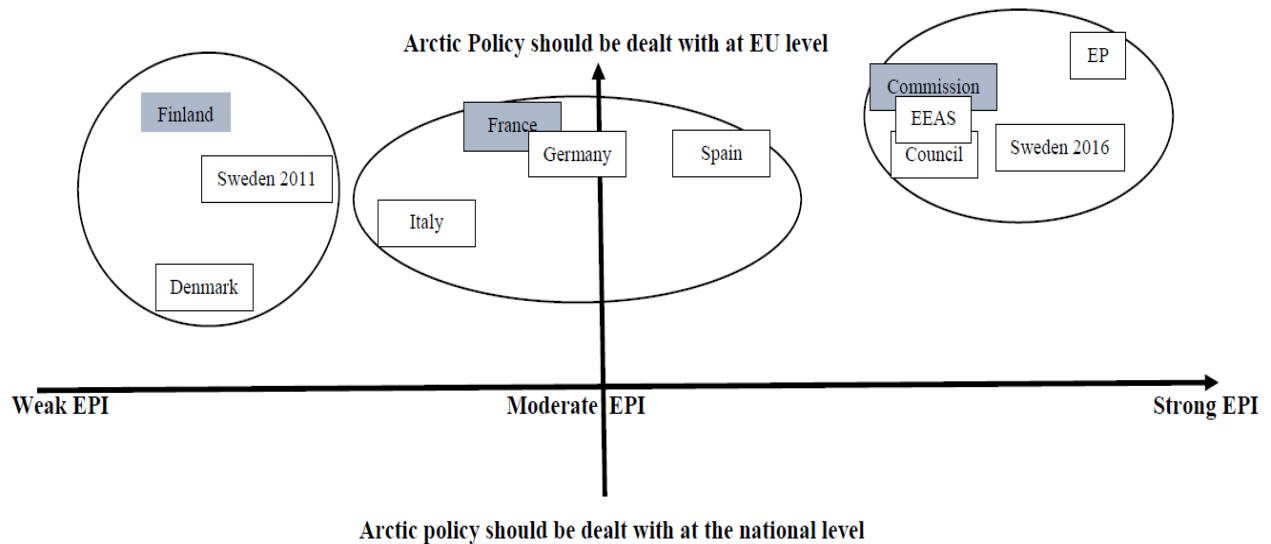 Arctic Policy should be dealt with at EU level
EP
Commission
Finland
EEAS
France
Germany
Spain
Council
Sweden 2016
Sweden 2011
Italy
Denmark
Weak EPI
Moderate EPI
Strong EPI
Arctic policy should be dealt with at the national level